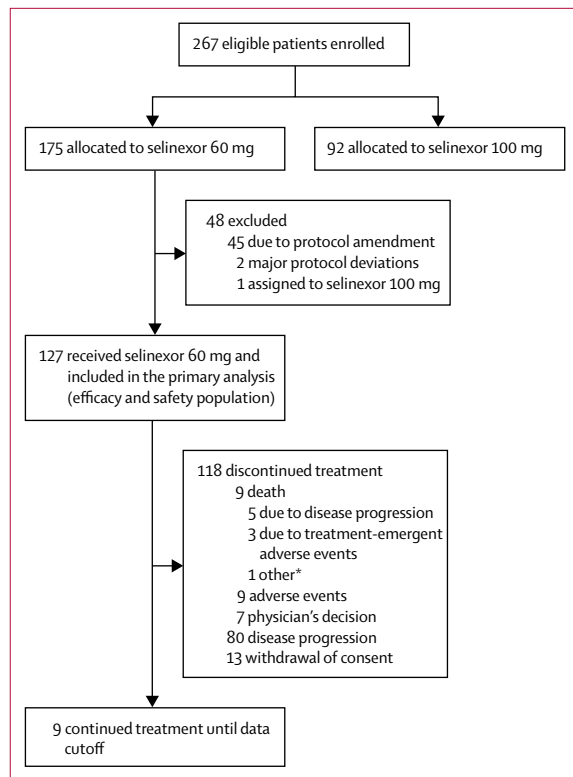 267 eligible patients enrolled
175 allocated to selinexor 60 mg
92 allocated to selinexor 100 mg
48 excluded
45 due to protocol amendment
2 major protocol deviations
1 assigned to selinexor 100 mg
127 received selinexor 60 mg and
included in the primary analysis
(efficacy and safety population)
118 discontinued treatment
9 death
5 due to disease progression
3 due to treatment-emergent
adverse events
1 other*
9 adverse events
7 physician's decision
80 disease progression
13 withdrawal of consent
9 continued treatment until data
cutoff